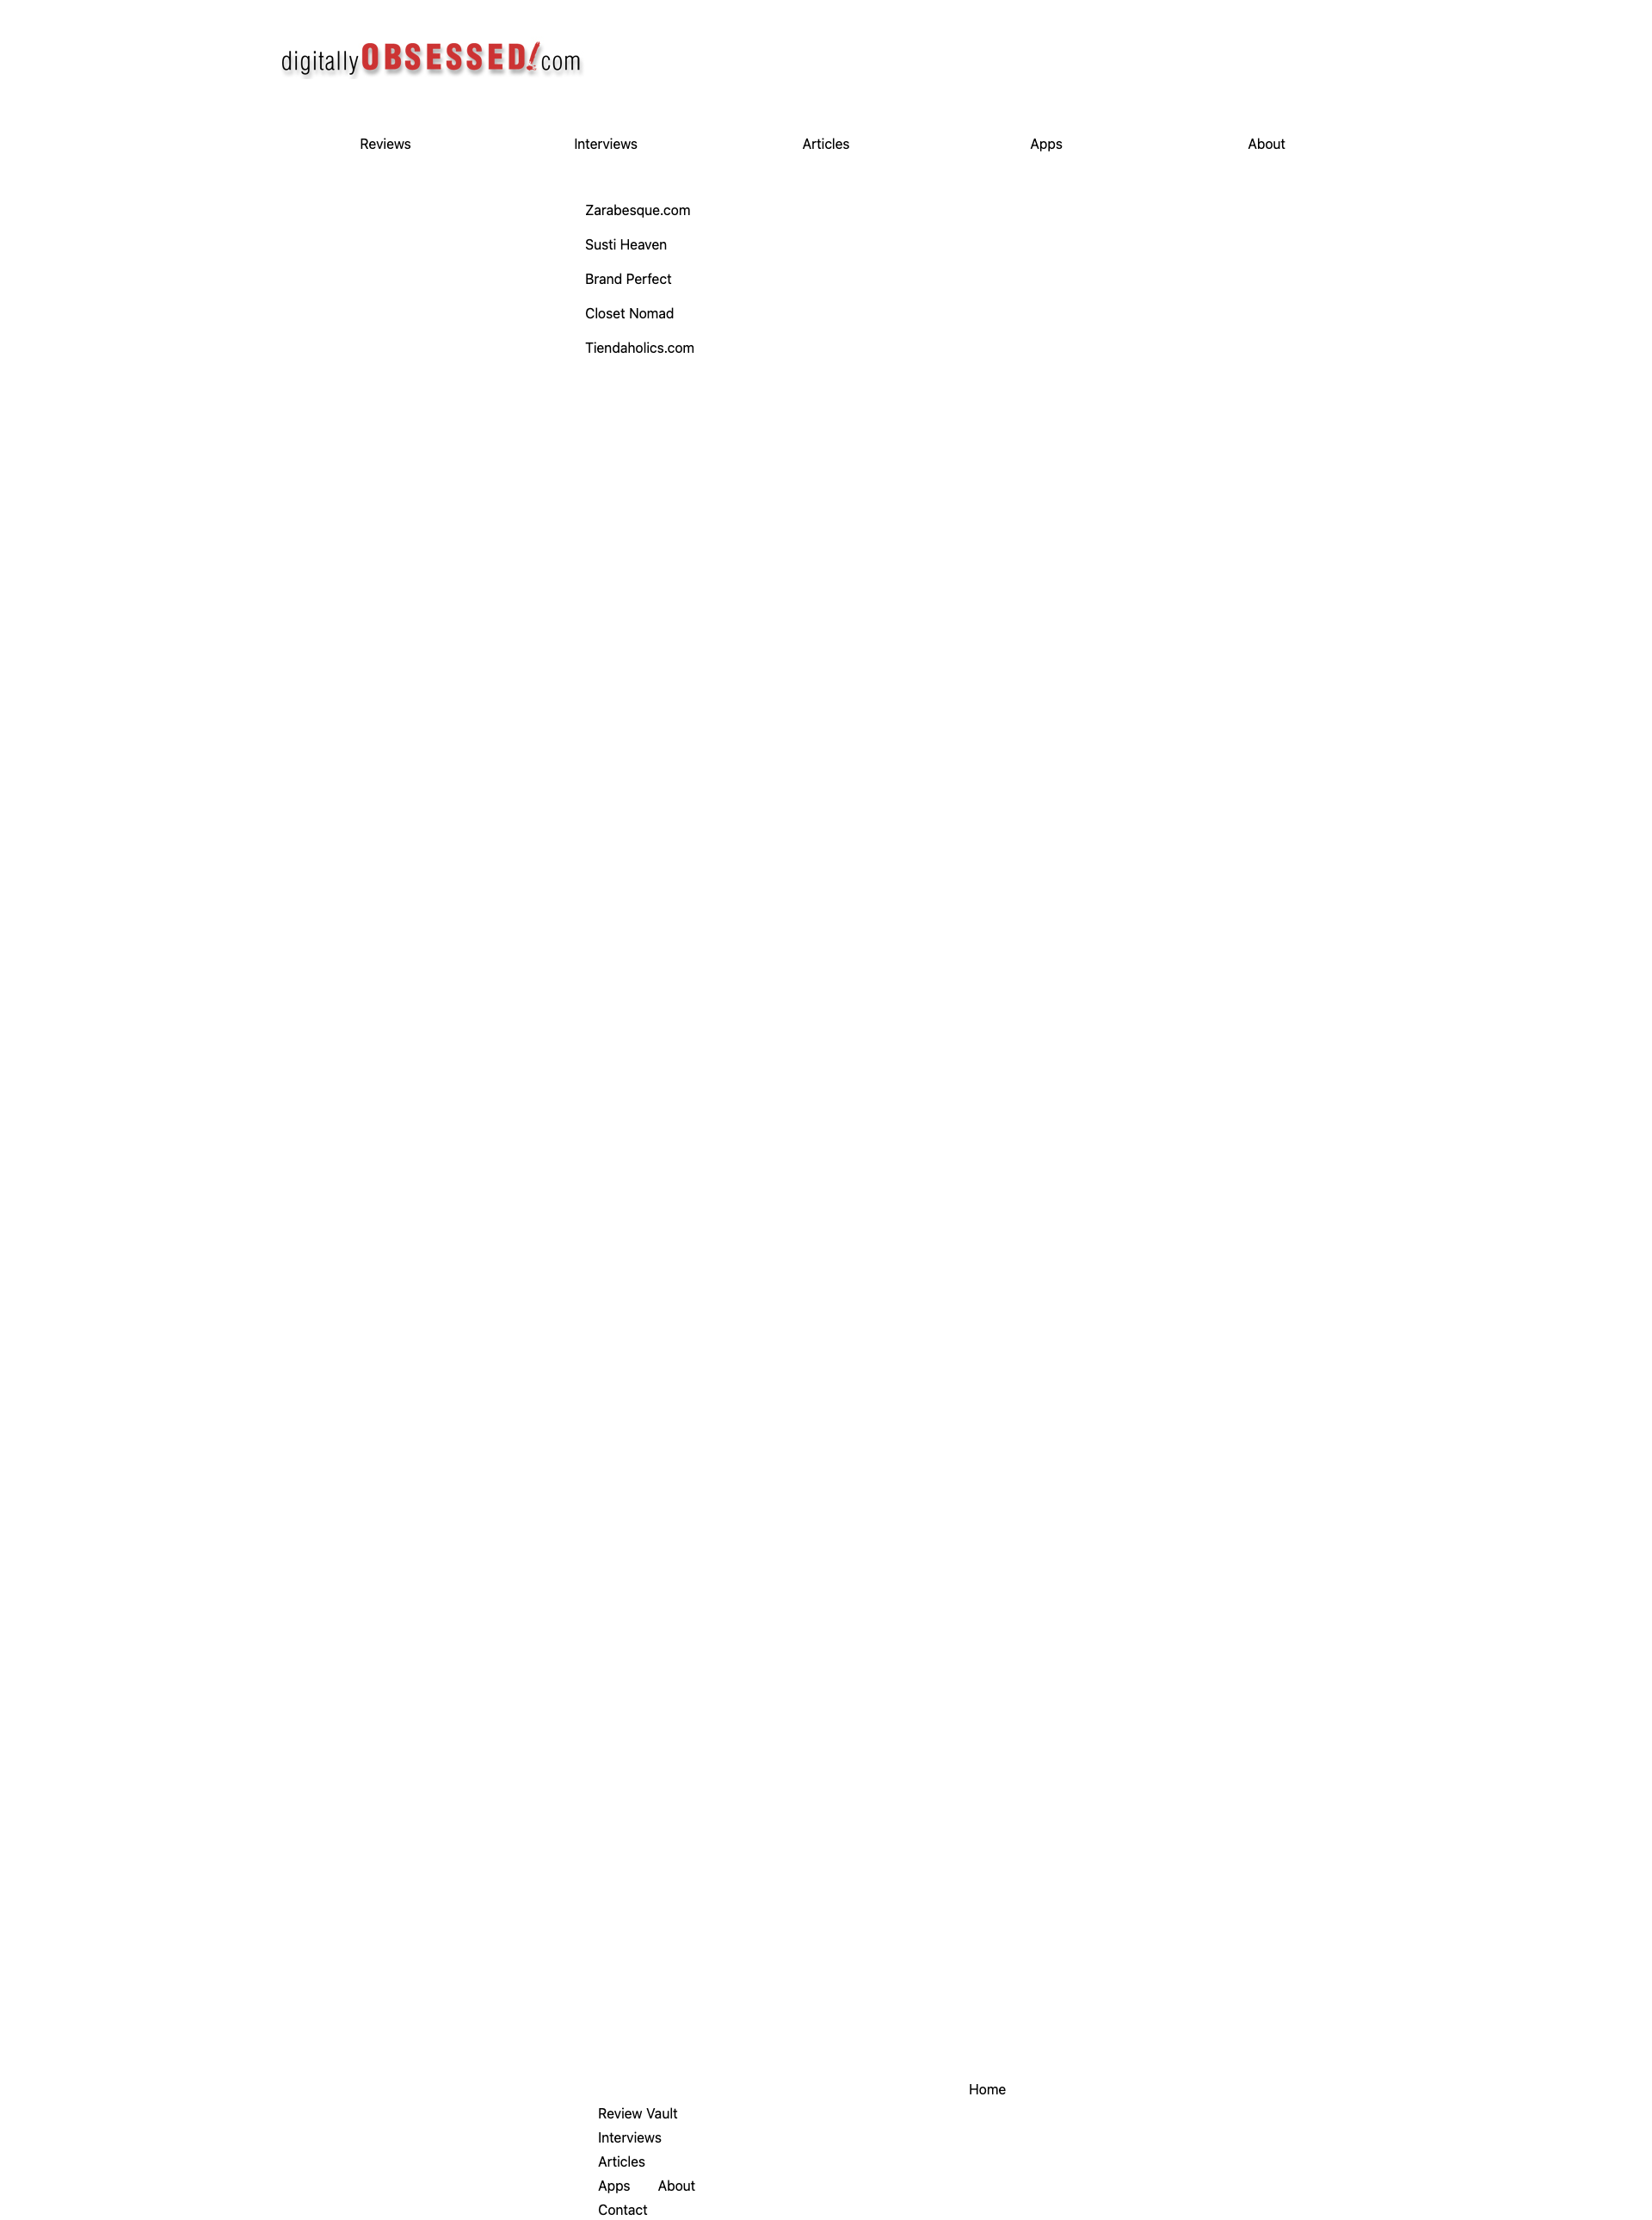 digitallyOBSESSED!.com
Reviews Interviews Articles Apps About
Zarabesque.com
Susti Heaven
Brand Perfect
Closet Nomad
Tiendaholics.com
Home
Review Vault
Interviews
Articles
Apps About
Contact